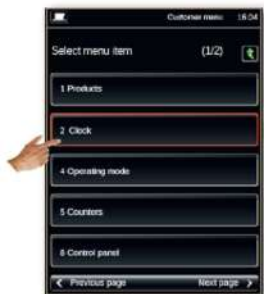 Customer menu 16:04
Select menu item (1/2)
1 Products
2 Clock
4 Operating mode
5 Counters
8 Control panel
Previous page Next page